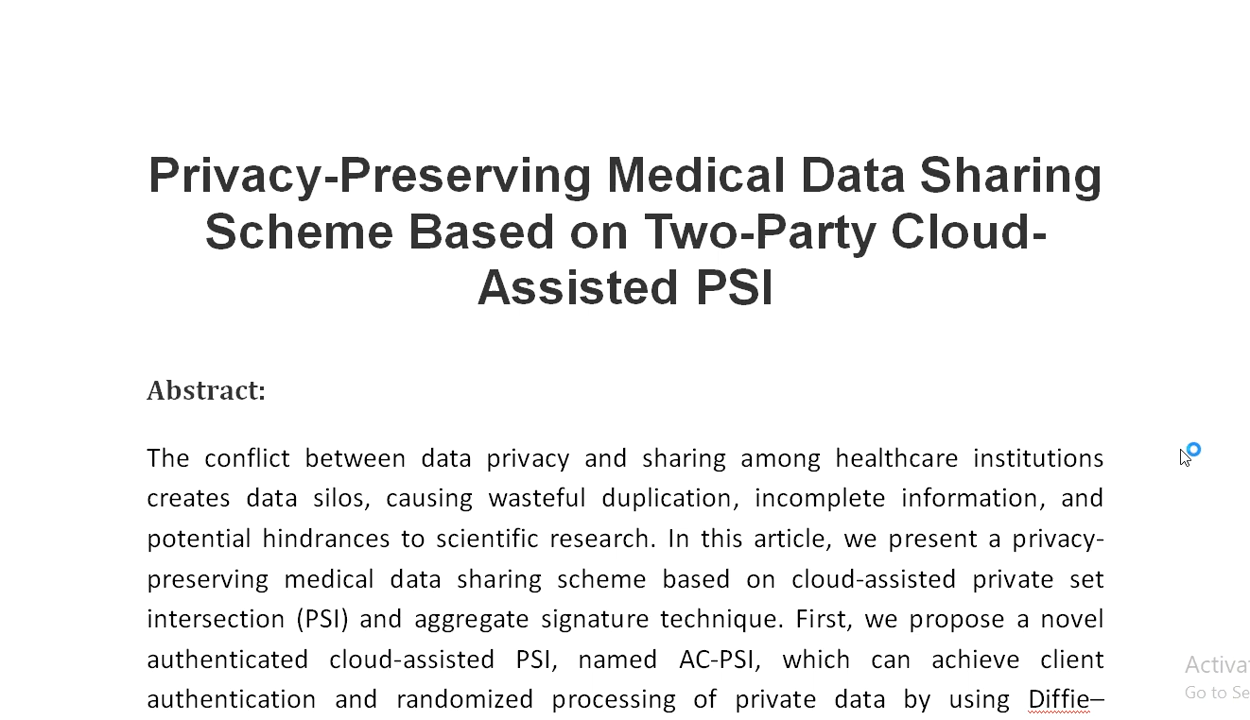 Privacy-Preserving Medical Data Sharing
Scheme Based on Two-Party Cloud-
Assisted PSI
Abstract:
The conflict between data privacy and sharing among healthcare institutions
creates data silos, causing wasteful duplication, incomplete information, and
potential hindrances to scientific research. In this article, we present a privacy-
preserving medical data sharing scheme based on cloud-assisted private set
intersection (PSI) and aggregate signature technique. First, we propose a novel
authenticated cloud-assisted PSI, named AC-PSI, which can achieve client
authentication and randomized processing of private data by using Diffie–
Activa
Go to Se